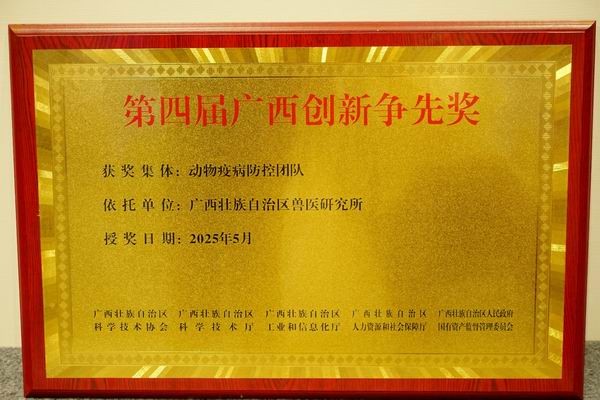 第四届广西创新争先奖
获奖集体：动物疫病防控团队
依托单位：广西壮族自治区兽医研究所
授奖日期：2025年5月
广西壮族自治区 广西壮族自治区 广西壮族自治区 广西壮族自治区 广西壮族自治区人民政府
科学技术协会 科学技术厅 工业和信息化厅 人力资源和社会保障厅 国有资产监督管理委员会